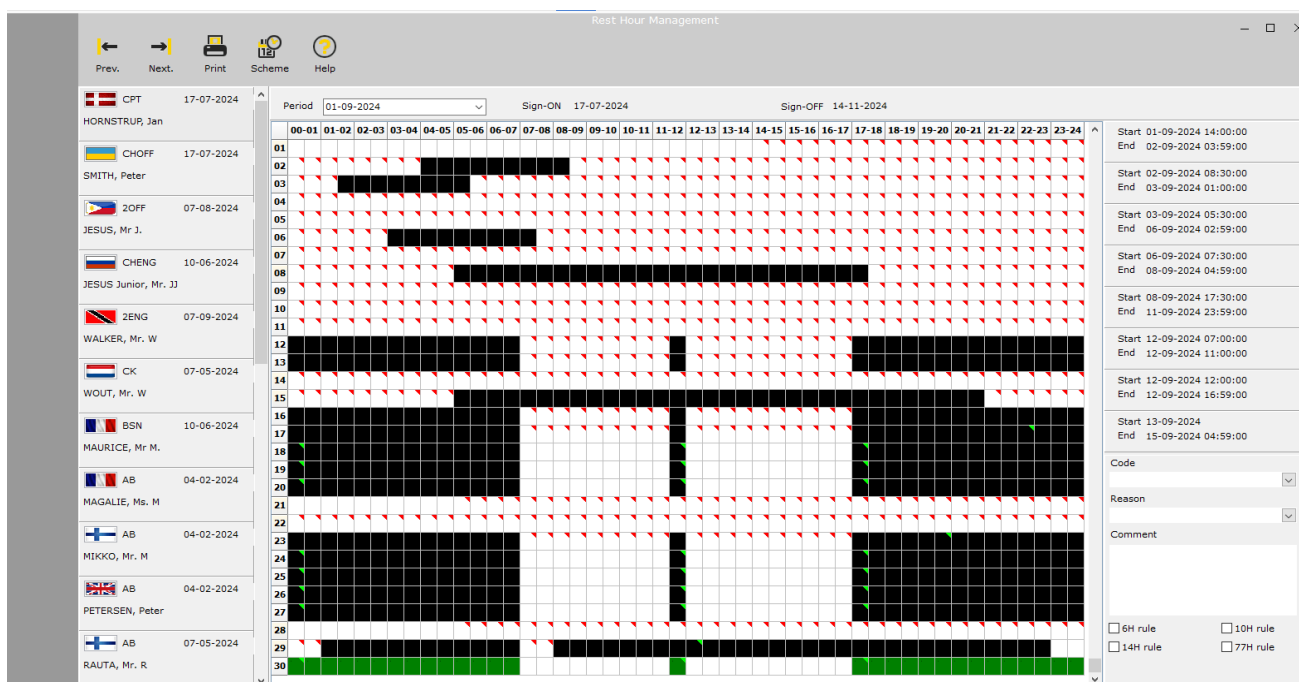 Rest Hour Management
Prev. Next. Print Scheme Help
CPT 17-07-2024
HORNSTRUP, Jan
CHOFF 17-07-2024
SMITH, Peter
2OFF 07-08-2024
JESUS, Mr J.
CHENG 10-06-2024
JESUS Junior, Mr. JJ
2ENG 07-09-2024
WALKER, Mr. W
CK 07-05-2024
WOUT, Mr. W
BSN 10-06-2024
MAURICE, Mr M.
AB 04-02-2024
MAGALIE, Ms. M
AB 04-02-2024
MIKKO, Mr. M
AB 04-02-2024
PETERSEN, Peter
AB 07-05-2024
RAUTA, Mr. R
Period 01-09-2024 Sign-ON 17-07-2024 Sign-OFF 14-11-2024
00-01 01-02 02-03 03-04 04-05 05-06 06-07 07-08 08-09 09-10 10-11 11-12 12-13 13-14 14-15 15-16 16-17 17-18 18-19 19-20 20-21 21-22 22-23 23-24
01
02
03
04
05
06
07
08
09
10
11
12
13
14
15
16
17
18
19
20
21
22
23
24
25
26
27
28
29
30
Start 01-09-2024 14:00:00
End 02-09-2024 03:59:00
Start 02-09-2024 08:30:00
End 03-09-2024 01:00:00
Start 03-09-2024 05:30:00
End 06-09-2024 02:59:00
Start 06-09-2024 07:30:00
End 08-09-2024 04:59:00
Start 08-09-2024 17:30:00
End 11-09-2024 23:59:00
Start 12-09-2024 07:00:00
End 12-09-2024 11:00:00
Start 12-09-2024 12:00:00
End 12-09-2024 16:59:00
Start 13-09-2024
End 15-09-2024 04:59:00
Code
Reason
Comment
6H rule 10H rule
14H rule 77H rule